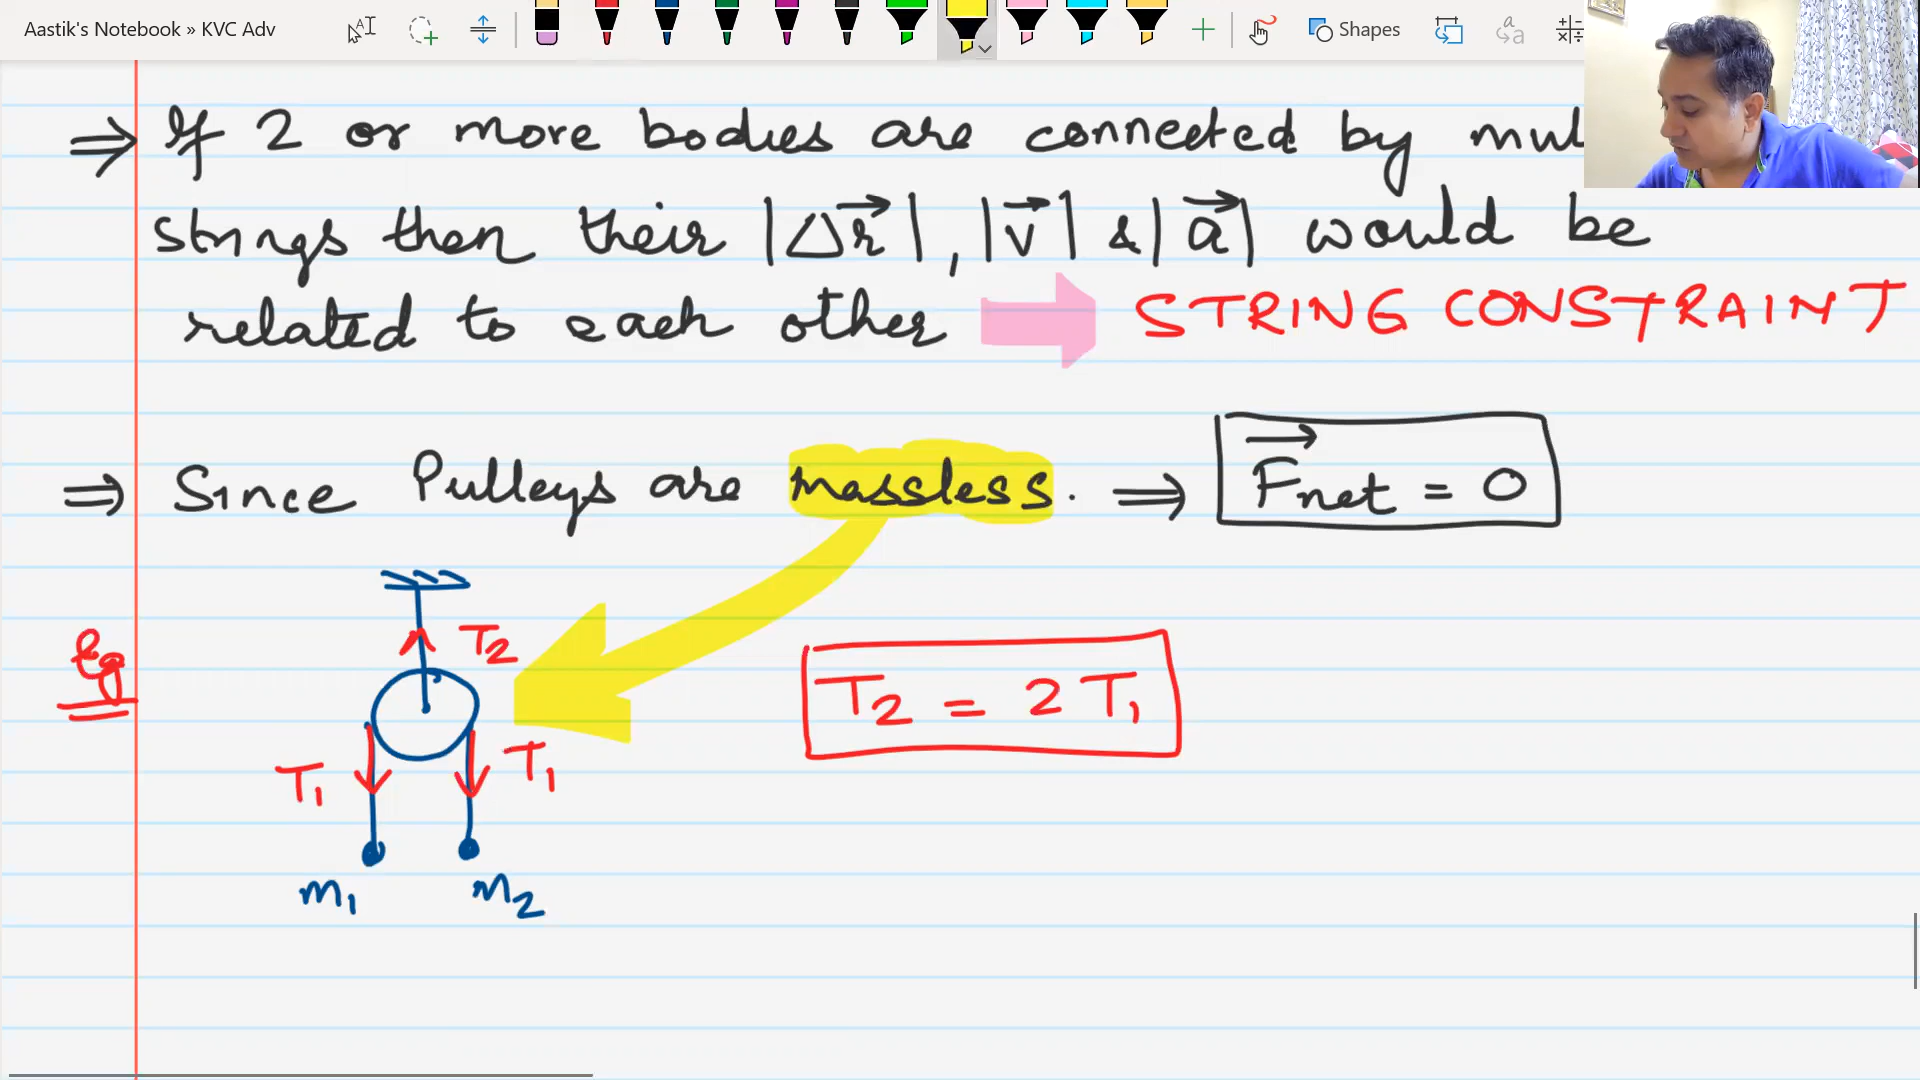 Aastik's Notebook » KVC Adv
Shapes
⇒ If 2 or more bodies are connected by
strings then their |Δr⃗|, |v⃗| & |a⃗| would be
related to each other ➡ STRING CONSTRAINT
⇒ Since Pulleys are massless. ⇒ F⃗net = 0
eg
T₂
T₂ = 2T₁
T₁ T₁
m₁ m₂